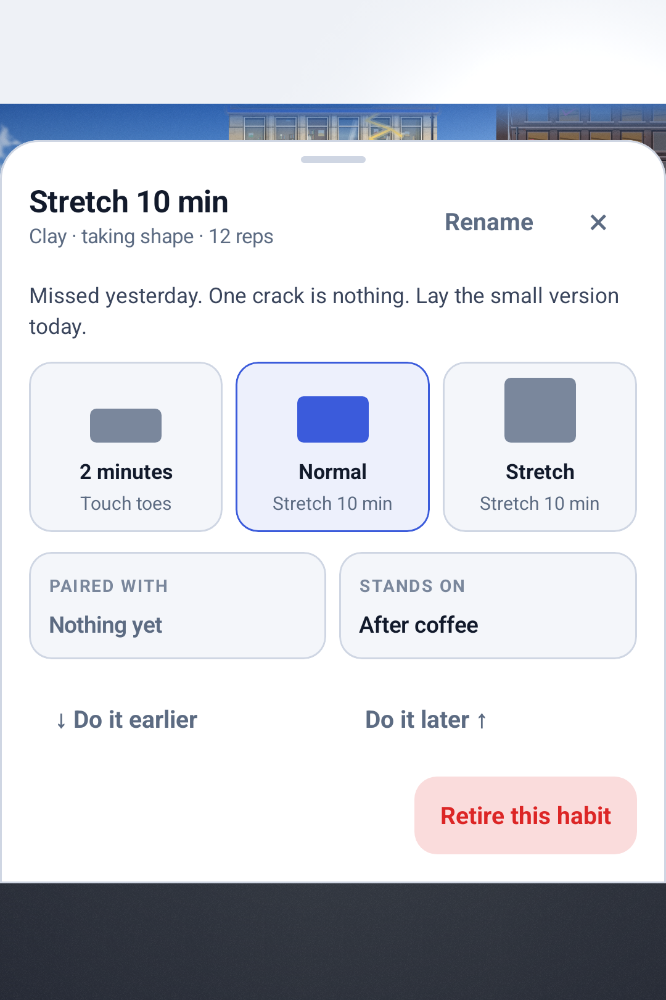 Stretch 10 min
Clay · taking shape · 12 reps
Rename
×
Missed yesterday. One crack is nothing. Lay the small version
today.
2 minutes
Touch toes
Normal
Stretch 10 min
Stretch
Stretch 10 min
PAIRED WITH
Nothing yet
STANDS ON
After coffee
↓ Do it earlier
Do it later ↑
Retire this habit